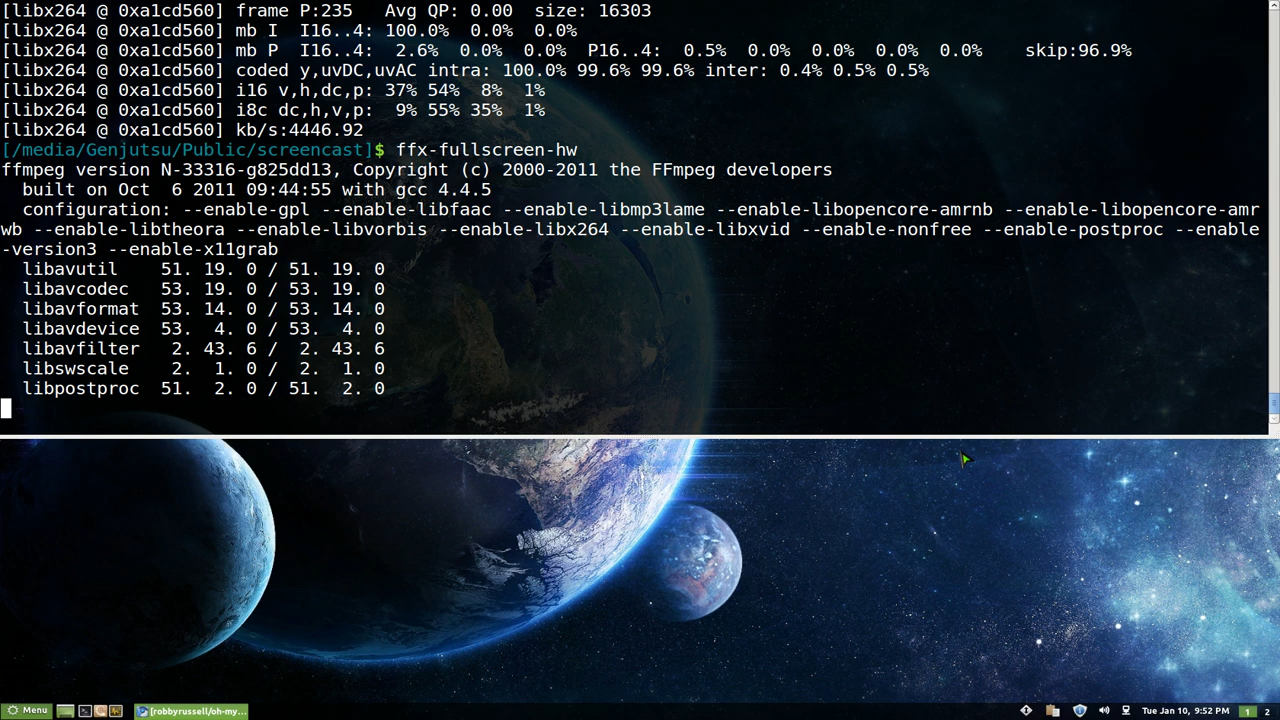 [libx264 @ 0xa1cd560] frame P:235   Avg QP: 0.00  size: 16303
[libx264 @ 0xa1cd560] mb I  I16..4: 100.0%  0.0%  0.0%
[libx264 @ 0xa1cd560] mb P  I16..4:  2.6%  0.0%  0.0%  P16..4:  0.5%  0.0%  0.0%  0.0%  0.0%    skip:96.9%
[libx264 @ 0xa1cd560] coded y,uvDC,uvAC intra: 100.0% 99.6% 99.6% inter: 0.4% 0.5% 0.5%
[libx264 @ 0xa1cd560] i16 v,h,dc,p: 37% 54%  8%  1%
[libx264 @ 0xa1cd560] i8c dc,h,v,p:  9% 55% 35%  1%
[libx264 @ 0xa1cd560] kb/s:4446.92
[/media/Genjutsu/Public/screencast]$ ffx-fullscreen-hw
ffmpeg version N-33316-g825dd13, Copyright (c) 2000-2011 the FFmpeg developers
  built on Oct  6 2011 09:44:55 with gcc 4.4.5
  configuration: --enable-gpl --enable-libfaac --enable-libmp3lame --enable-libopencore-amrnb --enable-libopencore-amr
wb --enable-libtheora --enable-libvorbis --enable-libx264 --enable-libxvid --enable-nonfree --enable-postproc --enable
-version3 --enable-x11grab
  libavutil    51. 19. 0 / 51. 19. 0
  libavcodec   53. 19. 0 / 53. 19. 0
  libavformat  53. 14. 0 / 53. 14. 0
  libavdevice  53.  4. 0 / 53.  4. 0
  libavfilter   2. 43. 6 /  2. 43. 6
  libswscale    2.  1. 0 /  2.  1. 0
  libpostproc  51.  2. 0 / 51.  2. 0
Menu [robbyrussell/oh-my... Tue Jan 10, 9:52 PM 1 2